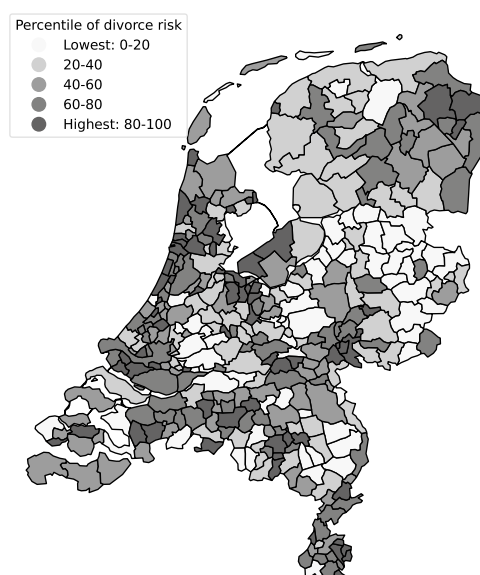 Percentile of divorce risk
Lowest: 0-20
20-40
40-60
60-80
Highest: 80-100